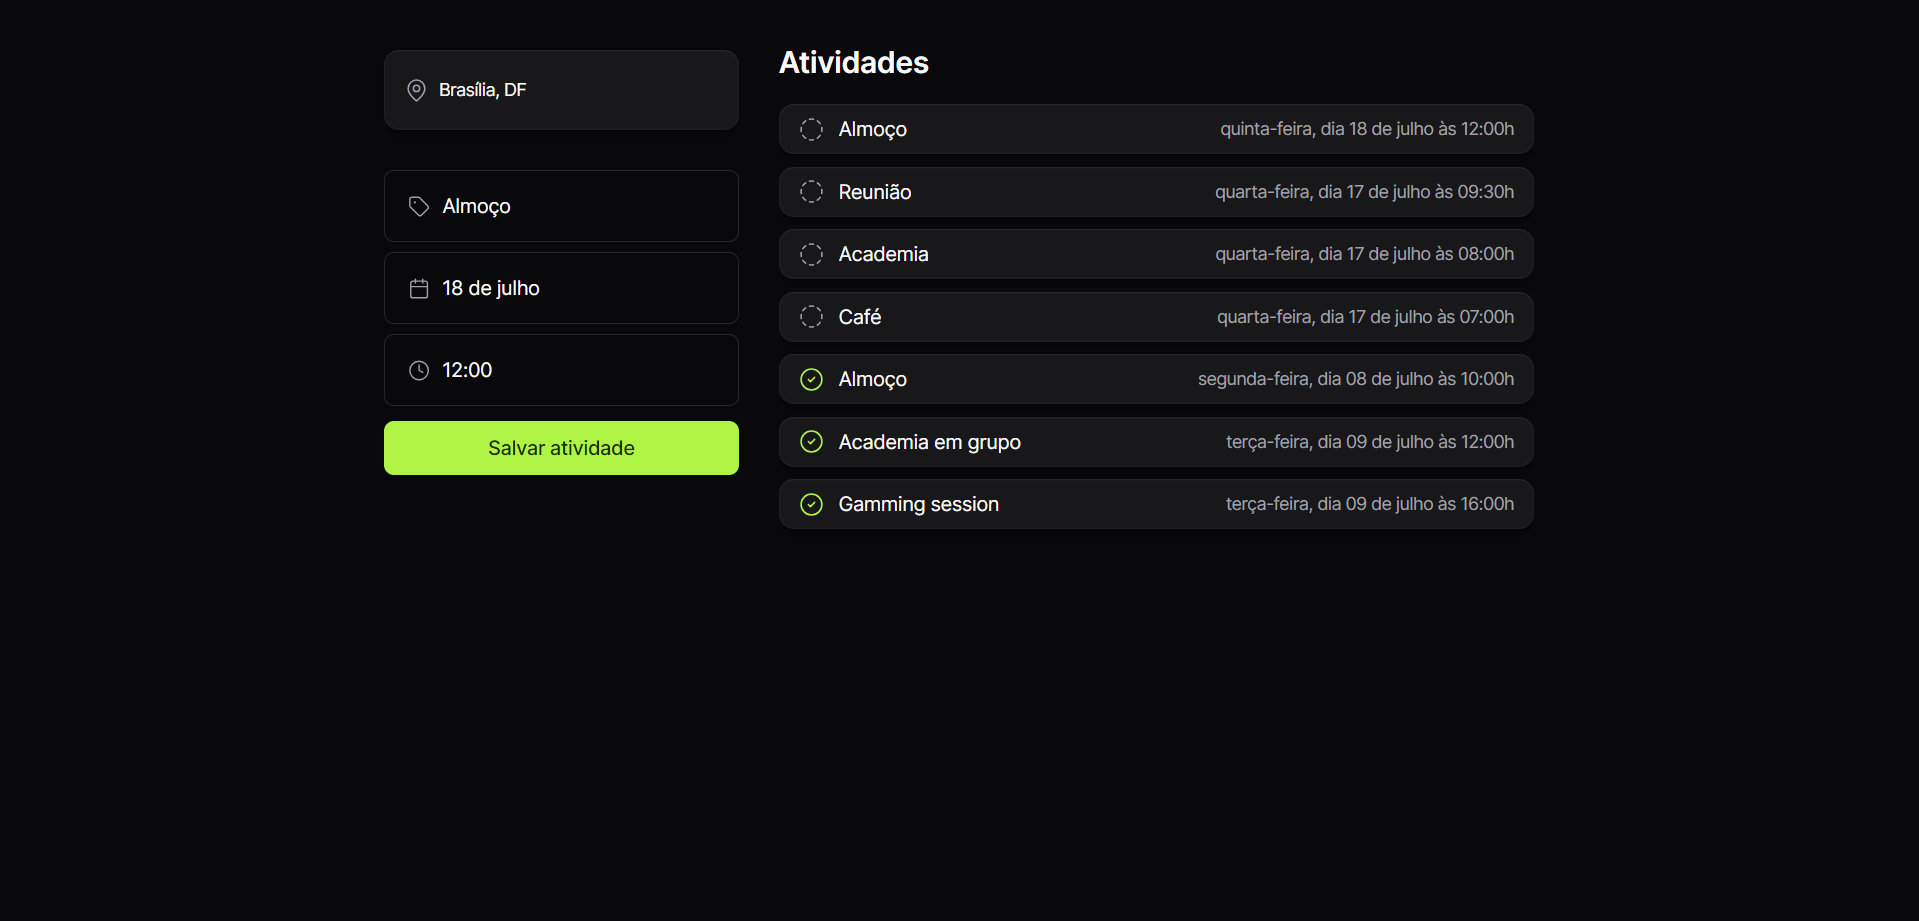 Brasília, DF
Almoço
18 de julho
12:00
Salvar atividade
Atividades
Almoço quinta-feira, dia 18 de julho às 12:00h
Reunião quarta-feira, dia 17 de julho às 09:30h
Academia quarta-feira, dia 17 de julho às 08:00h
Café quarta-feira, dia 17 de julho às 07:00h
Almoço segunda-feira, dia 08 de julho às 10:00h
Academia em grupo terça-feira, dia 09 de julho às 12:00h
Gamming session terça-feira, dia 09 de julho às 16:00h